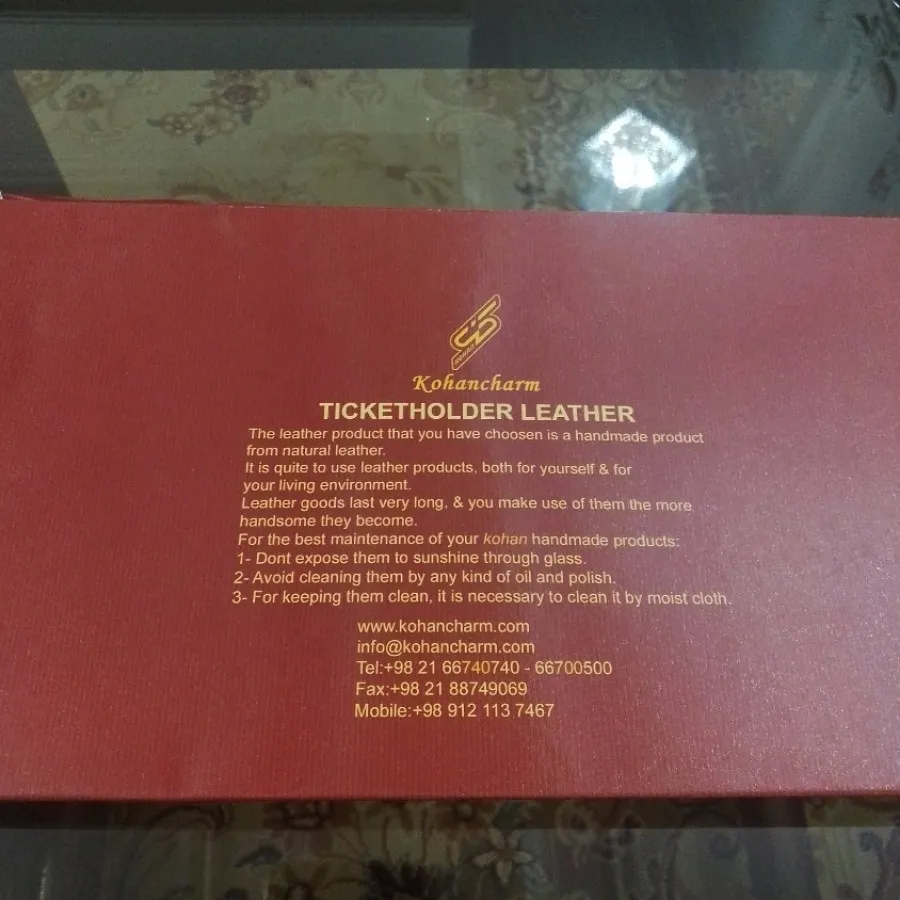 KOHAN
Kohancharm
TICKETHOLDER LEATHER
The leather product that you have choosen is a handmade product
from natural leather.
It is quite to use leather products, both for yourself & for
your living environment.
Leather goods last very long, & you make use of them the more
handsome they become.
For the best maintenance of your kohan handmade products:
1- Dont expose them to sunshine through glass.
2- Avoid cleaning them by any kind of oil and polish.
3- For keeping them clean, it is necessary to clean it by moist cloth.
www.kohancharm.com
info@kohancharm.com
Tel:+98 21 66740740 - 66700500
Fax:+98 21 88749069
Mobile:+98 912 113 7467